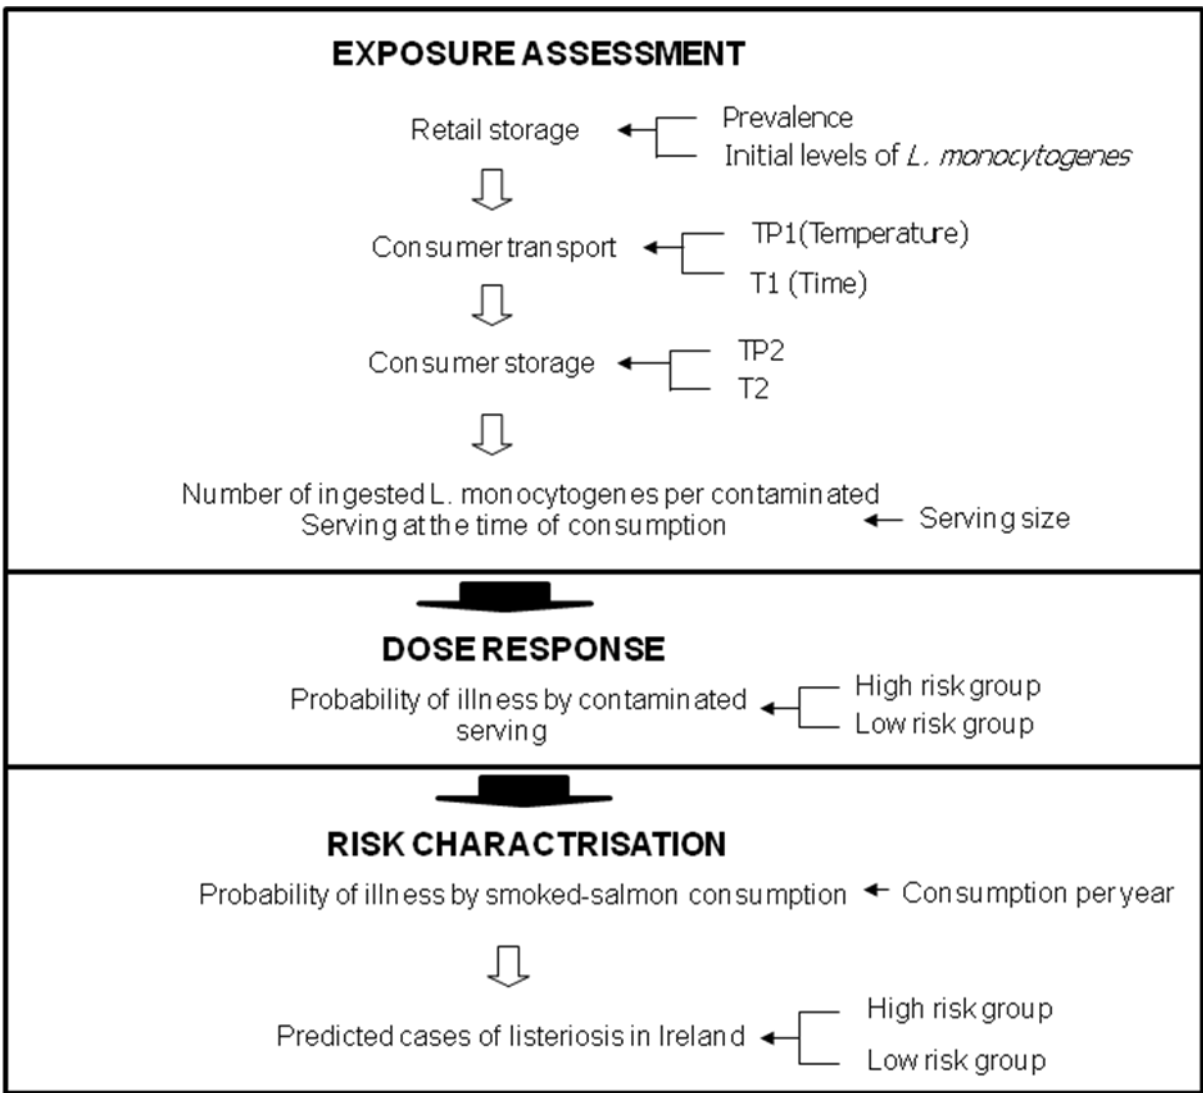 EXPOSURE ASSESSMENT
Retail storage
Prevalence
Initial levels of L. monocytogenes
Consumer transport
TP1(Temperature)
T1 (Time)
Consumer storage
TP2
T2
Number of ingested L. monocytogenes per contaminated
Serving at the time of consumption
Serving size
DOSE RESPONSE
Probability of illness by contaminated
serving
High risk group
Low risk group
RISK CHARACTRISATION
Probability of illness by smoked-salmon consumption
Consumption per year
Predicted cases of listeriosis in Ireland
High risk group
Low risk group